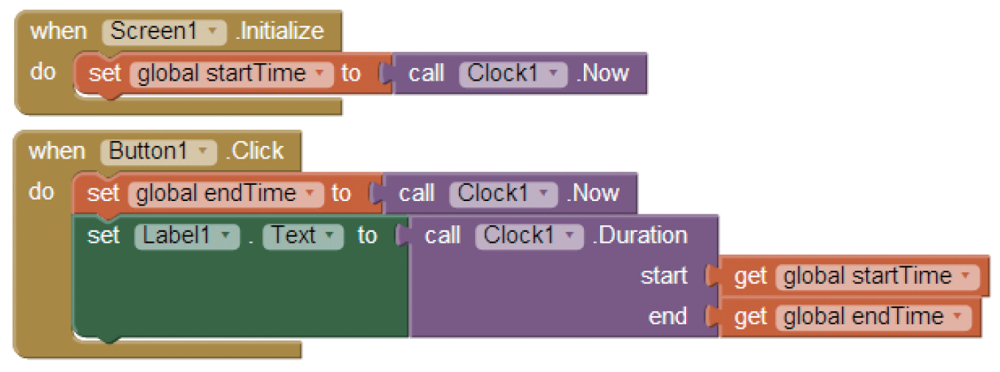 when Screen1 .Initialize
do set global startTime to call Clock1 .Now
when Button1 .Click
do set global endTime to call Clock1 .Now
set Label1 . Text to call Clock1 .Duration
start get global startTime
end get global endTime